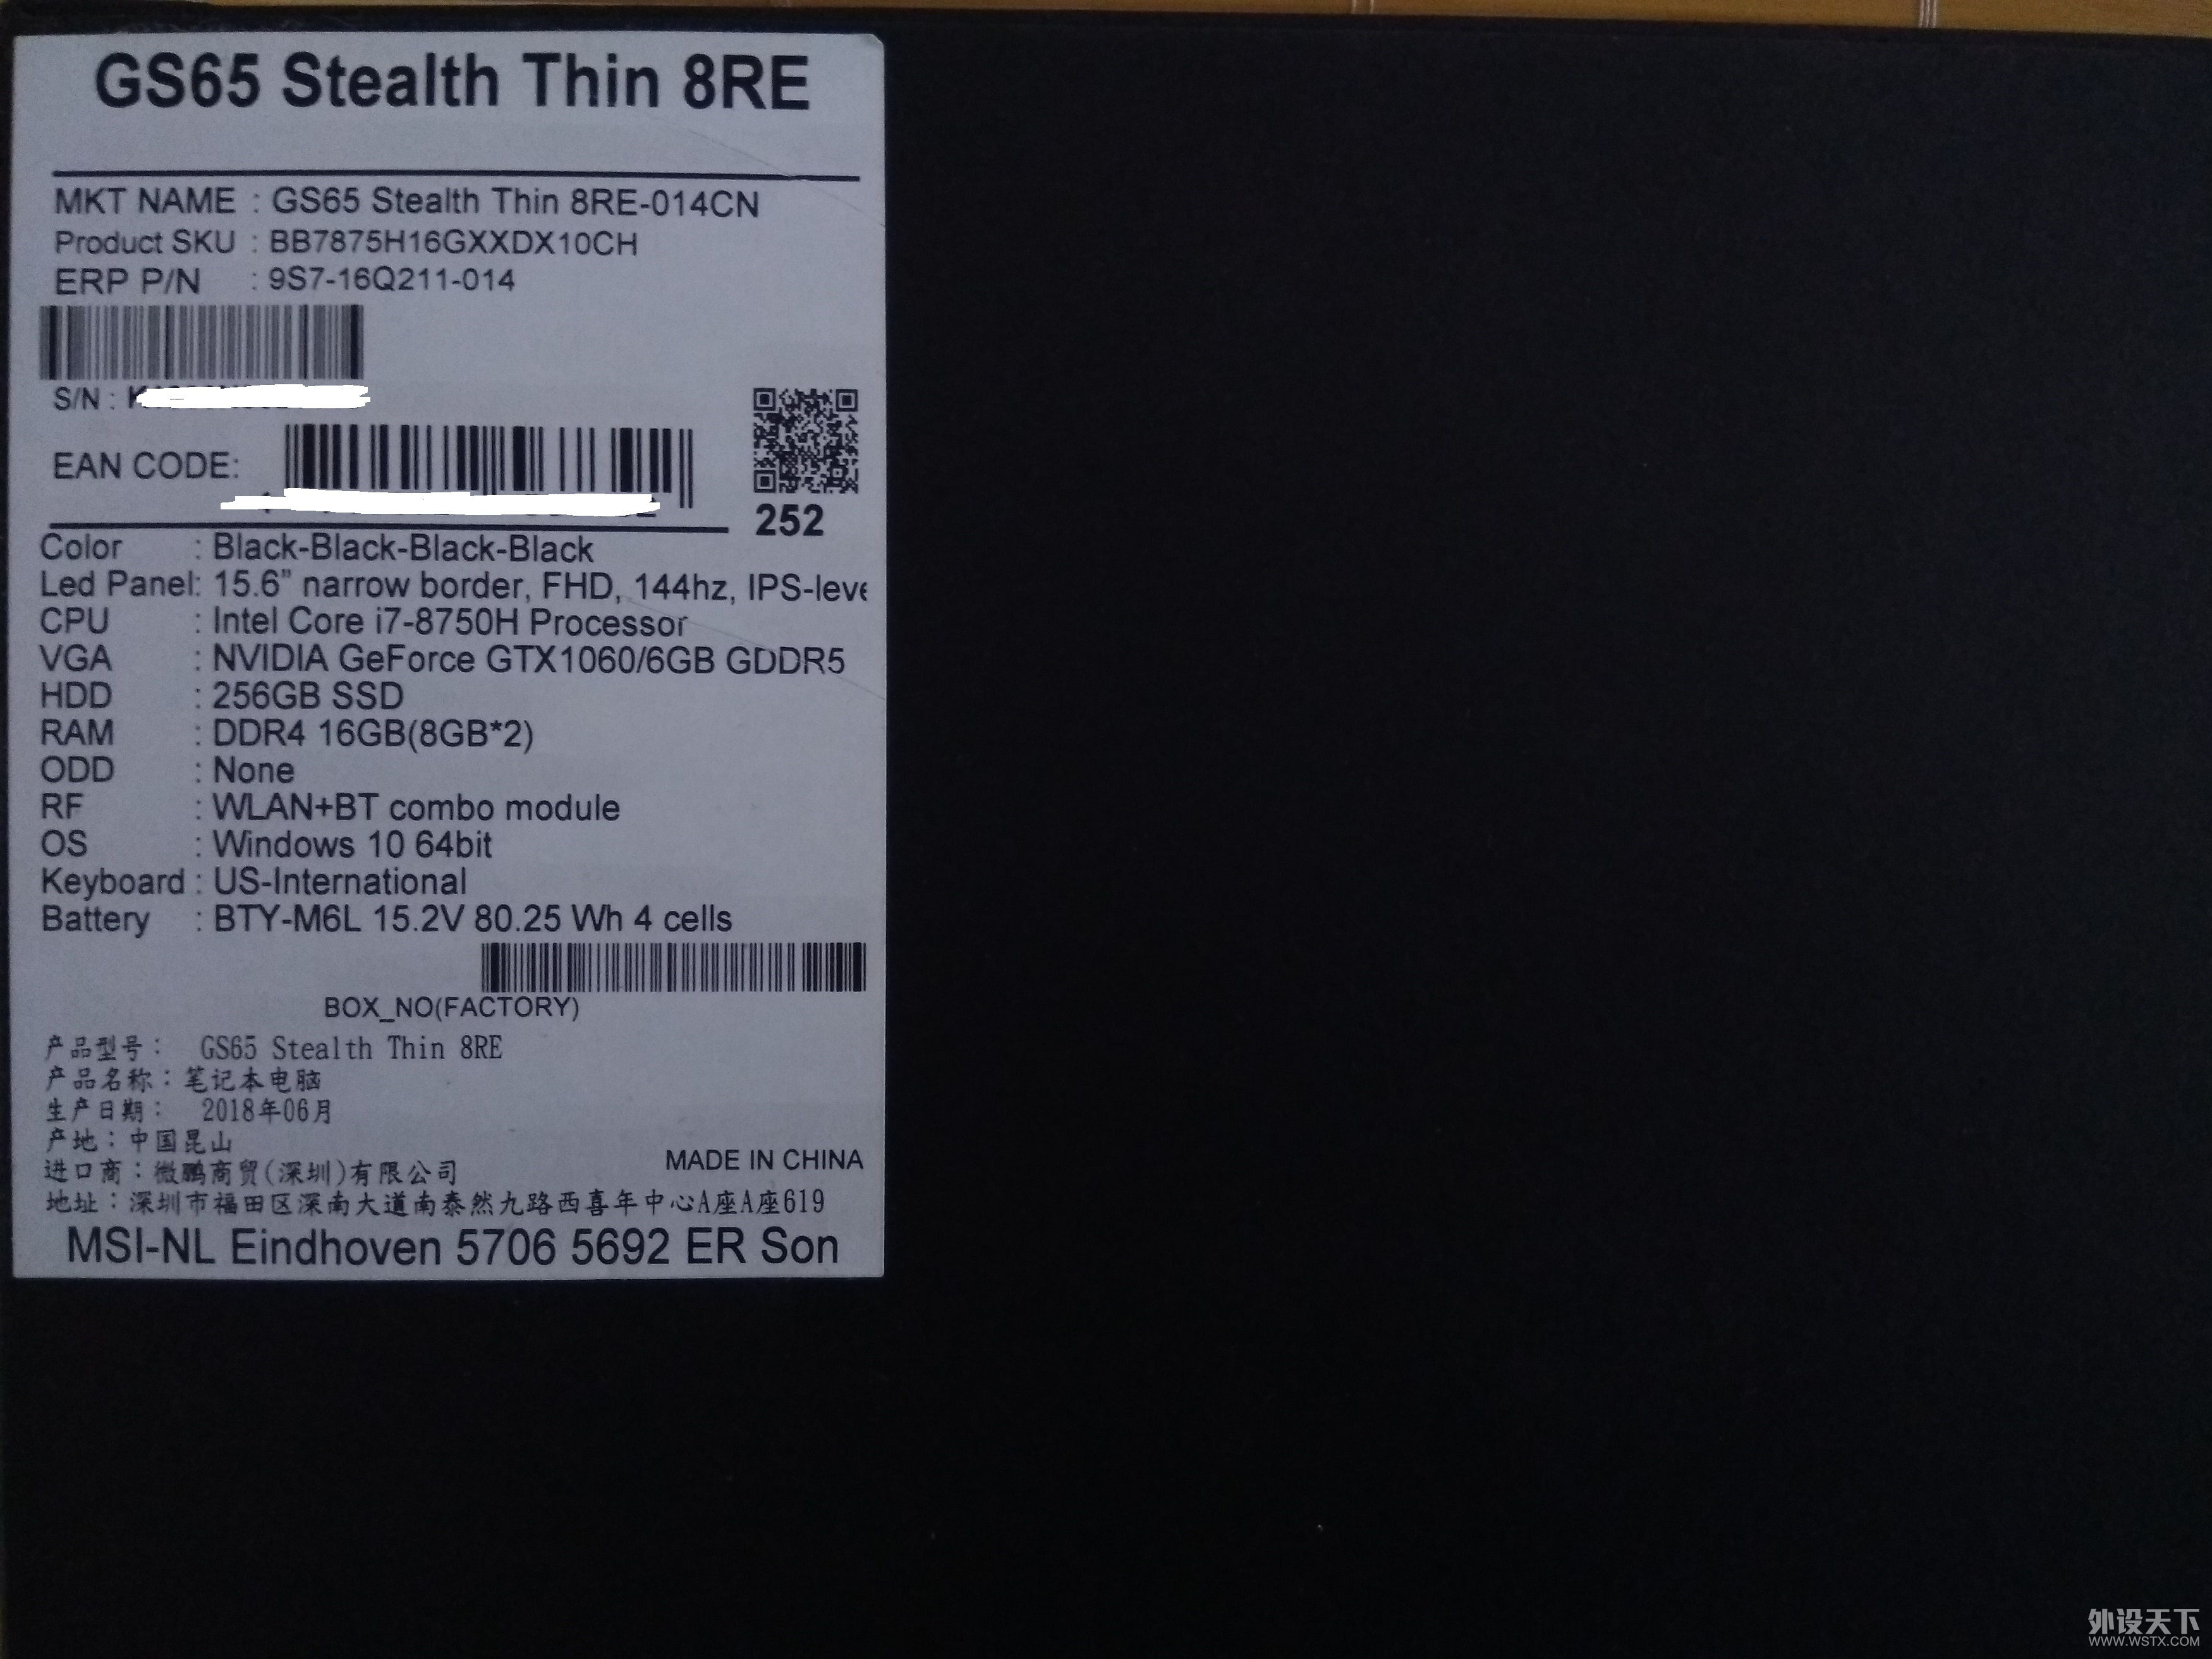 GS65 Stealth Thin 8RE
MKT NAME : GS65 Stealth Thin 8RE-014CN
Product SKU : BB7875H16GXXDX10CH
ERP P/N : 9S7-16Q211-014
S/N :
EAN CODE:
252
Color : Black-Black-Black-Black
Led Panel: 15.6” narrow border, FHD, 144hz, IPS-leve
CPU : Intel Core i7-8750H Processor
VGA : NVIDIA GeForce GTX1060/6GB GDDR5
HDD : 256GB SSD
RAM : DDR4 16GB(8GB*2)
ODD : None
RF : WLAN+BT combo module
OS : Windows 10 64bit
Keyboard : US-International
Battery : BTY-M6L 15.2V 80.25 Wh 4 cells
BOX_NO(FACTORY)
产品型号： GS65 Stealth Thin 8RE
产品名称：笔记本电脑
生产日期： 2018年06月
产地：中国昆山
进口商：微鹏商贸(深圳)有限公司
MADE IN CHINA
地址：深圳市福田区深南大道南泰然九路西喜年中心A座A座619
MSI-NL Eindhoven 5706 5692 ER Son
外设天下
WWW.WSTX.COM